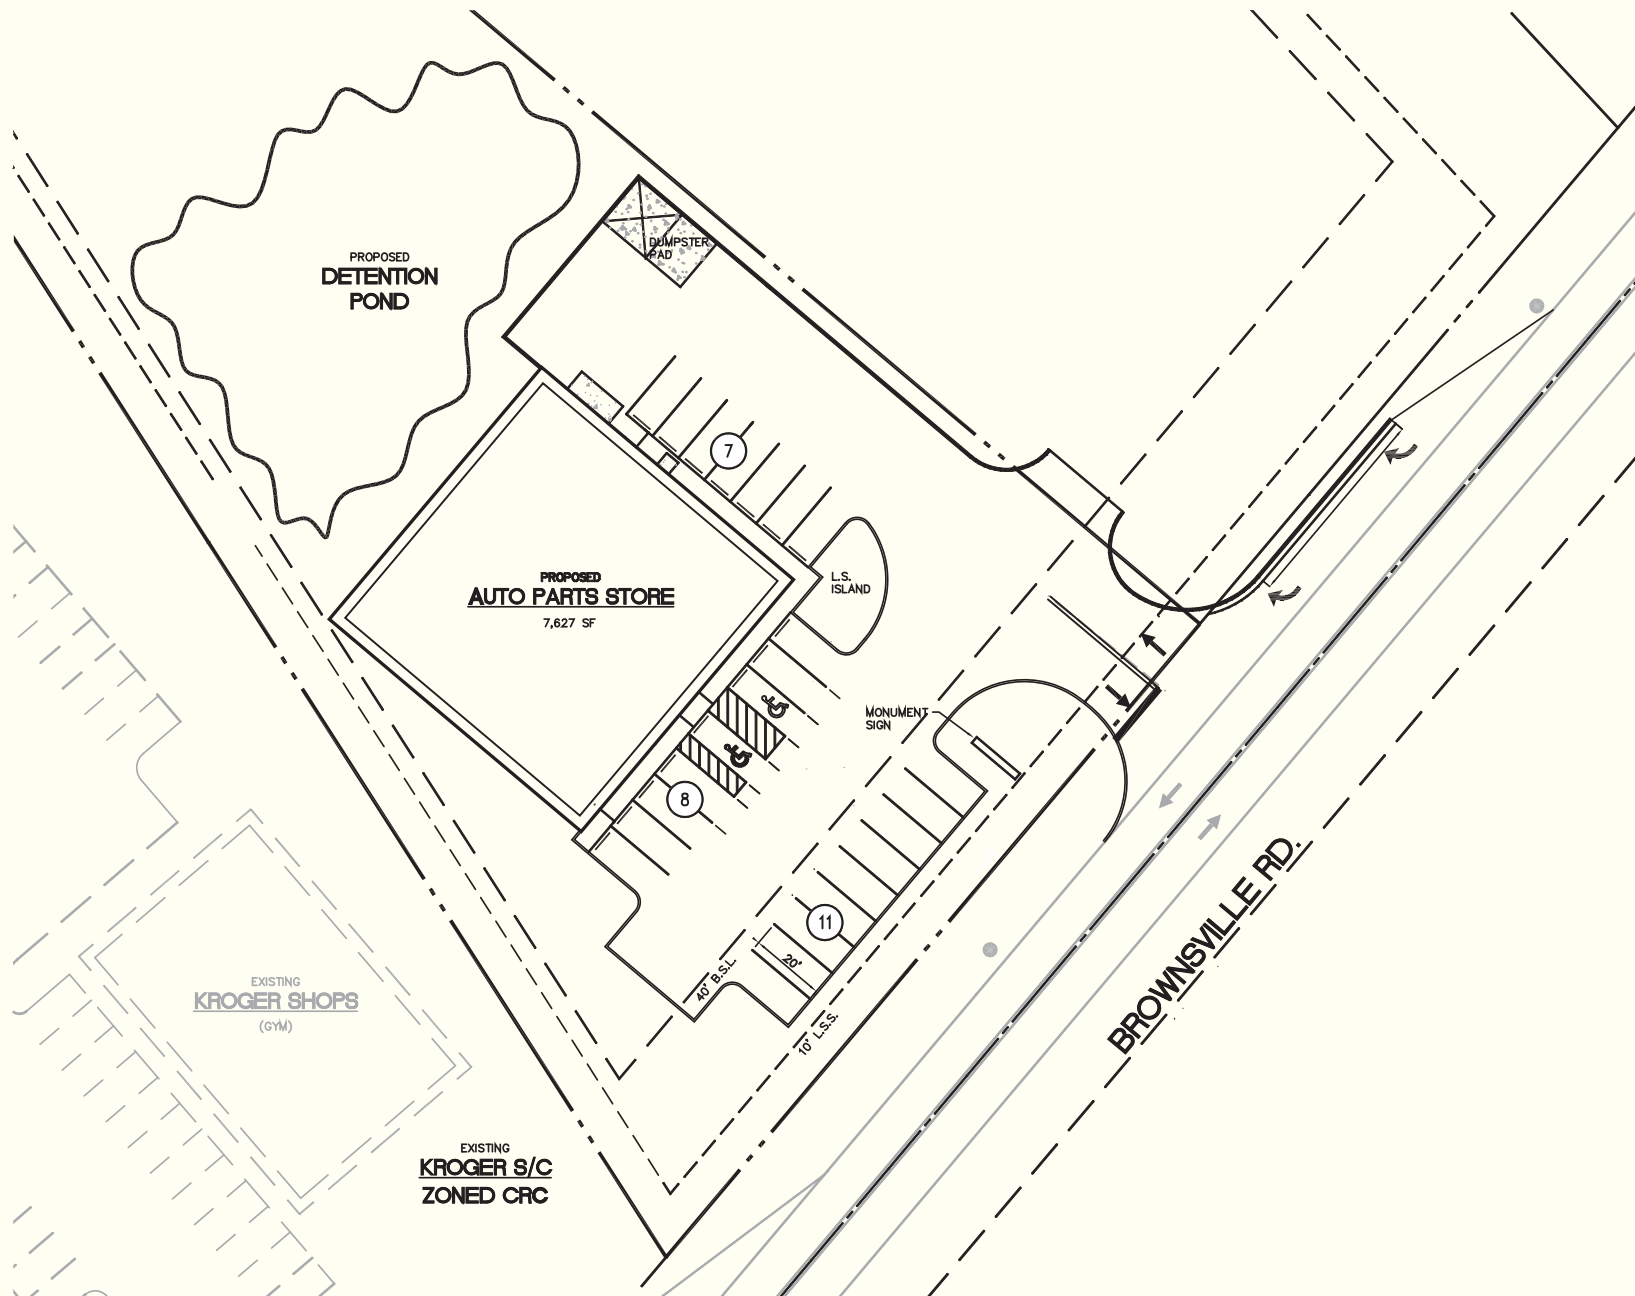 DUMPSTER
PAD
PROPOSED
DETENTION
POND
7
L.S.
ISLAND
PROPOSED
AUTO PARTS STORE
7,627 SF
MONUMENT
SIGN
8
11
20'
40' B.S.L.
10' L.S.S.
BROWNSVILLE RD.
EXISTING
KROGER SHOPS
(GYM)
EXISTING
KROGER S/C
ZONED CRC